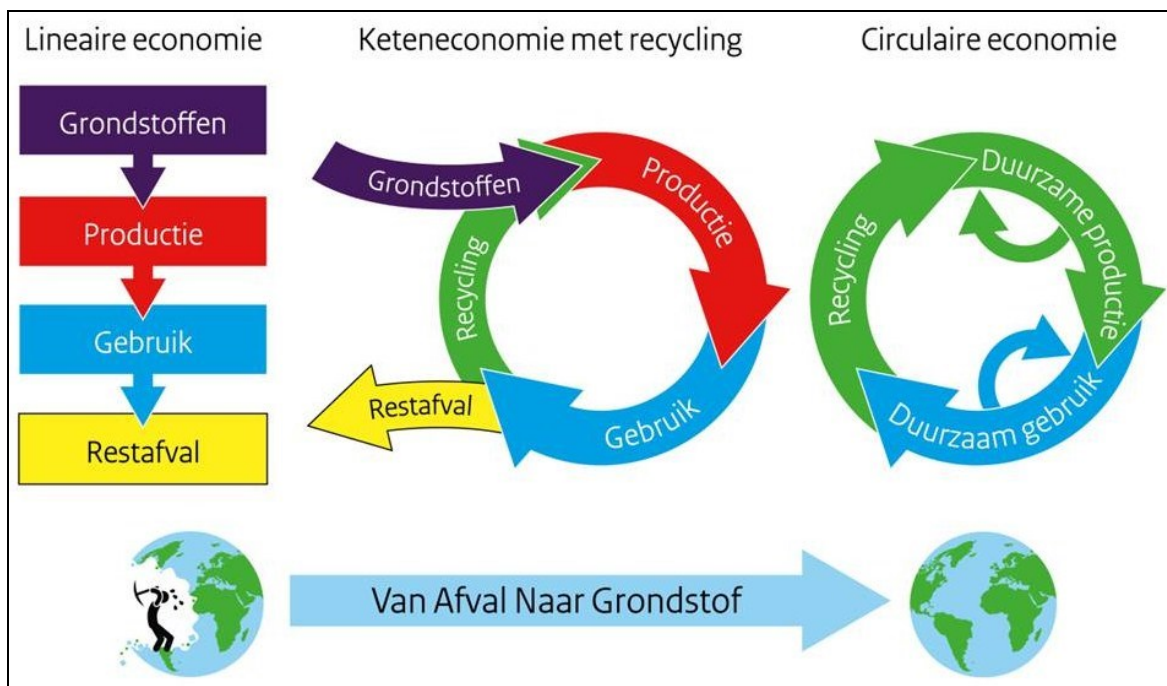 Lineaire economie
Grondstoffen
Productie
Gebruik
Restafval
Keteneconomie met recycling
Grondstoffen
Productie
Gebruik
Recycling
Restafval
Circulaire economie
Duurzame productie
Duurzaam gebruik
Recycling
Van Afval Naar Grondstof